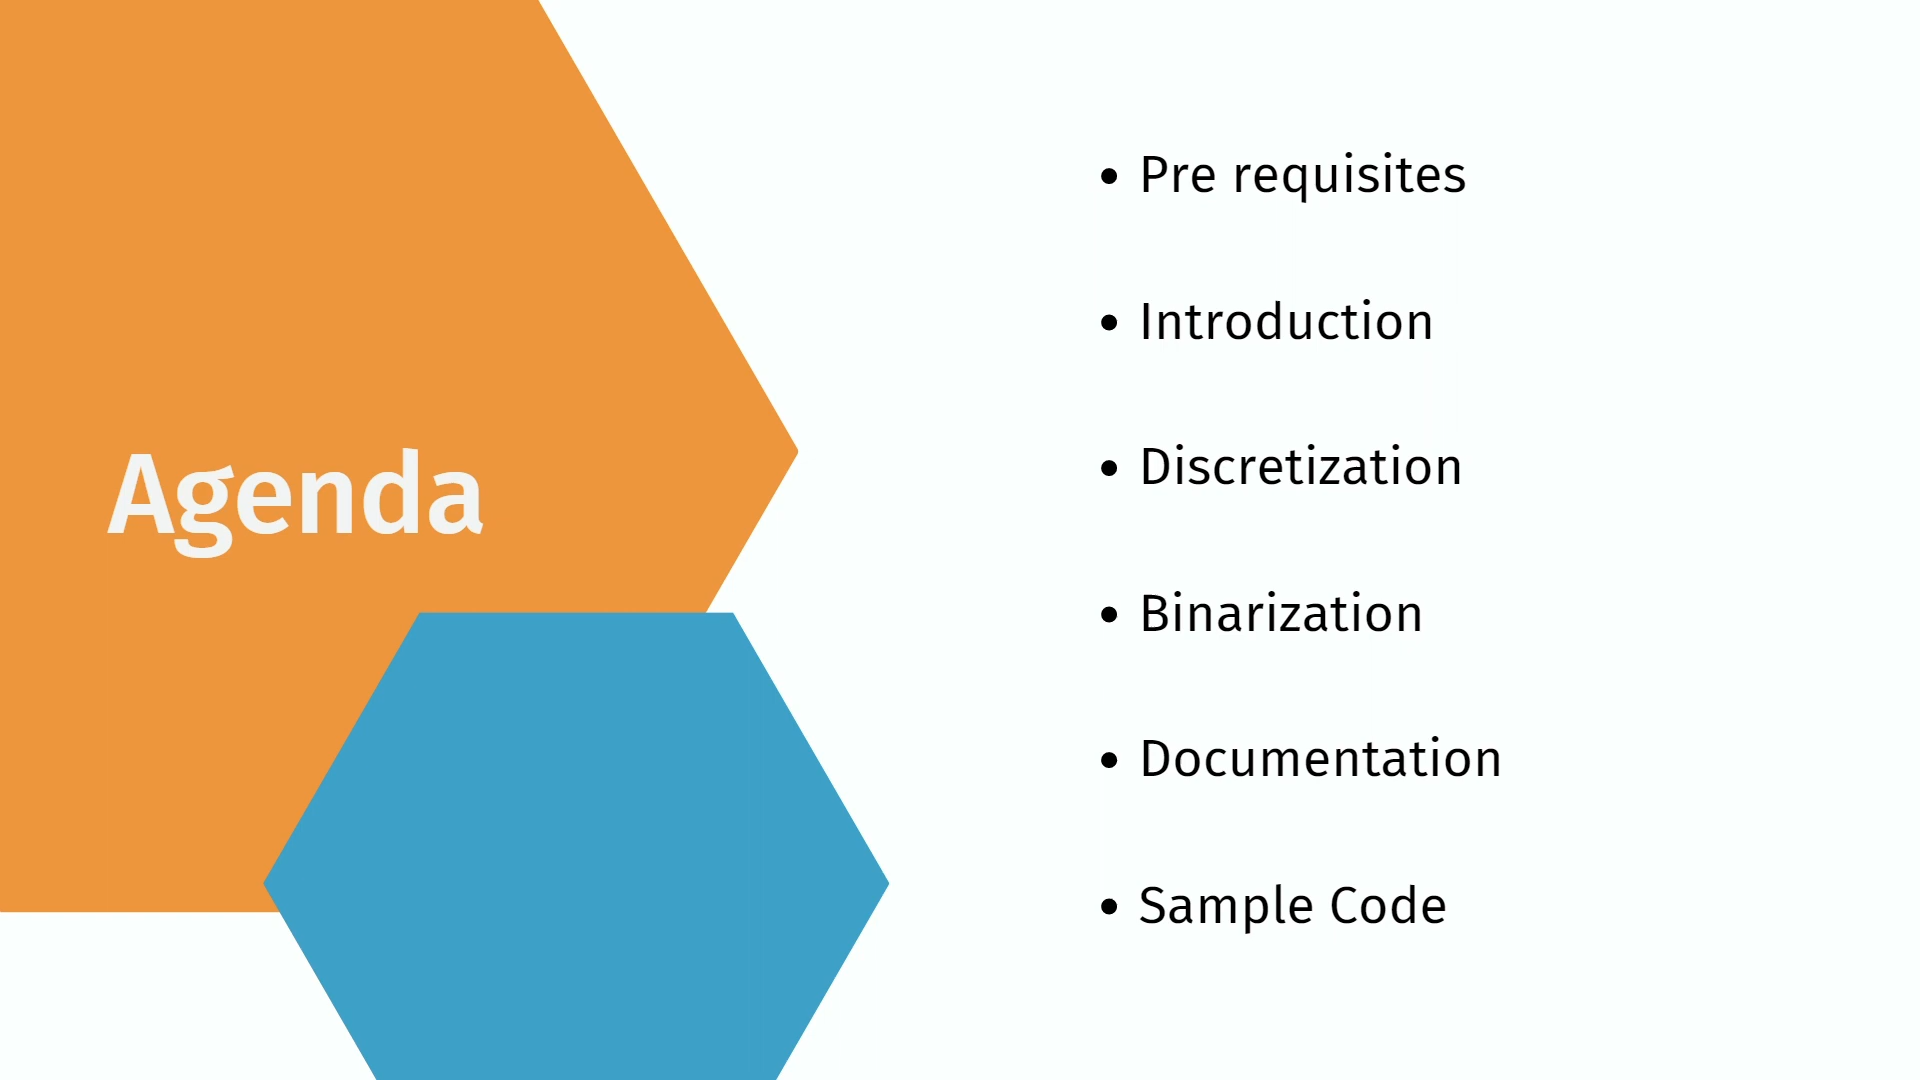 Agenda
• Pre requisites
• Introduction
• Discretization
• Binarization
• Documentation
• Sample Code